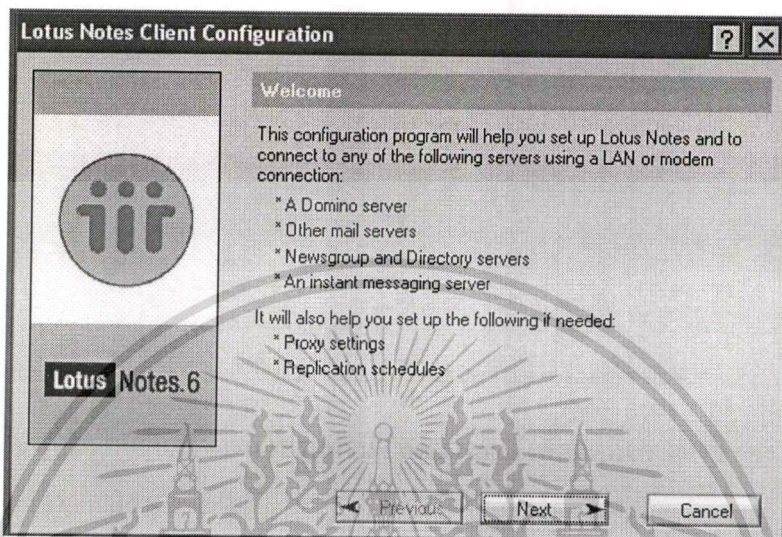 Lotus Notes Client Configuration
Welcome
This configuration program will help you set up Lotus Notes and to
connect to any of the following servers using a LAN or modem
connection:
* A Domino server
* Other mail servers
* Newsgroup and Directory servers
* An instant messaging server
It will also help you set up the following if needed:
* Proxy settings
* Replication schedules
Lotus Notes.6
Previous
Next
Cancel